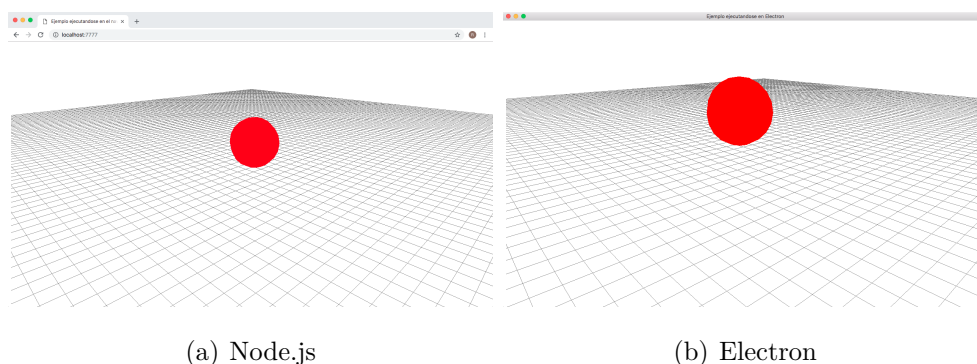 Ejemplo ejecutandose en el
localhost:7777
Ejemplo ejecutandose en Electron
(a) Node.js
(b) Electron